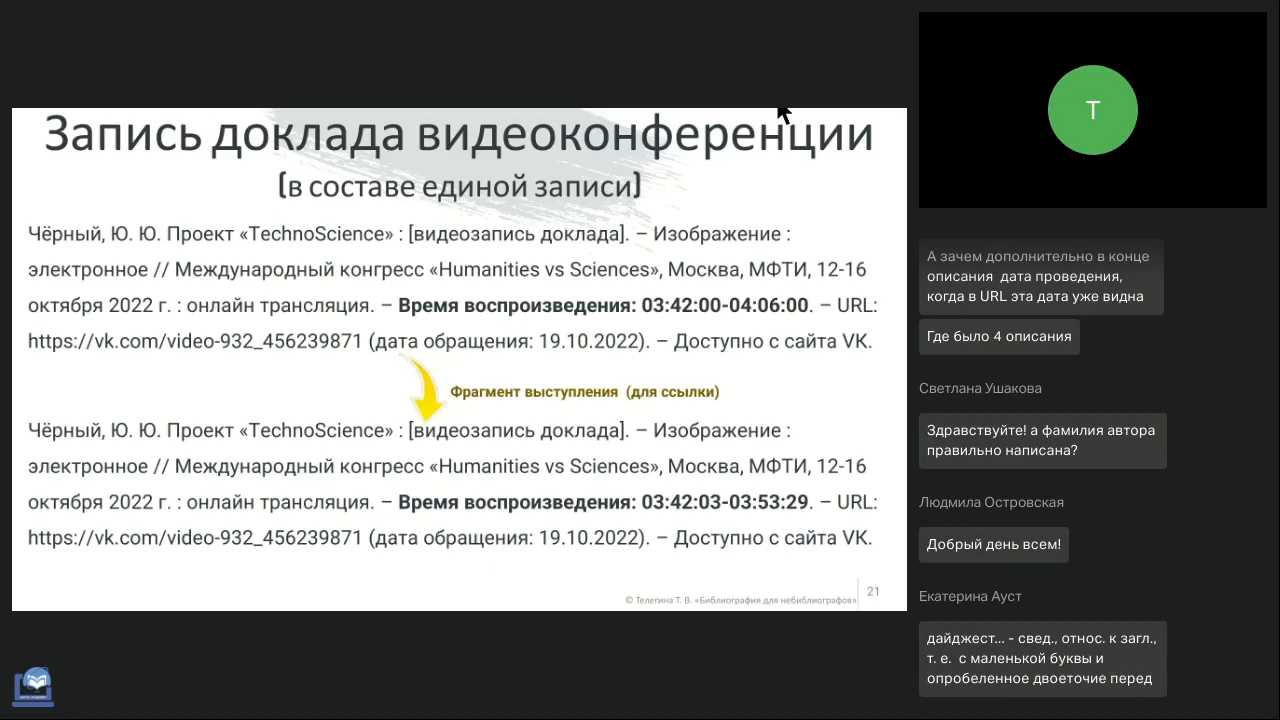 Запись доклада видеоконференции
(в составе единой записи)
Чёрный, Ю. Ю. Проект «TechnoScience» : [видеозапись доклада]. – Изображение :
электронное // Международный конгресс «Humanities vs Sciences», Москва, МФТИ, 12-16
октября 2022 г. : онлайн трансляция. – Время воспроизведения: 03:42:00-04:06:00. – URL:
https://vk.com/video-932_456239871 (дата обращения: 19.10.2022). – Доступно с сайта VK.
Фрагмент выступления (для ссылки)
Чёрный, Ю. Ю. Проект «TechnoScience» : [видеозапись доклада]. – Изображение :
электронное // Международный конгресс «Humanities vs Sciences», Москва, МФТИ, 12-16
октября 2022 г. : онлайн трансляция. – Время воспроизведения: 03:42:03-03:53:29. – URL:
https://vk.com/video-932_456239871 (дата обращения: 19.10.2022). – Доступно с сайта VK.
© Телегина Т. В. «Библиография для небиблиографов»
21
Т
А зачем дополнительно в конце
описания дата проведения,
когда в URL эта дата уже видна
Где было 4 описания
Светлана Ушакова
Здравствуйте! а фамилия автора
правильно написана?
Людмила Островская
Добрый день всем!
Екатерина Ауст
дайджест... - свед., относ. к загл.,
т. е. с маленькой буквы и
опробеленное двоеточие перед